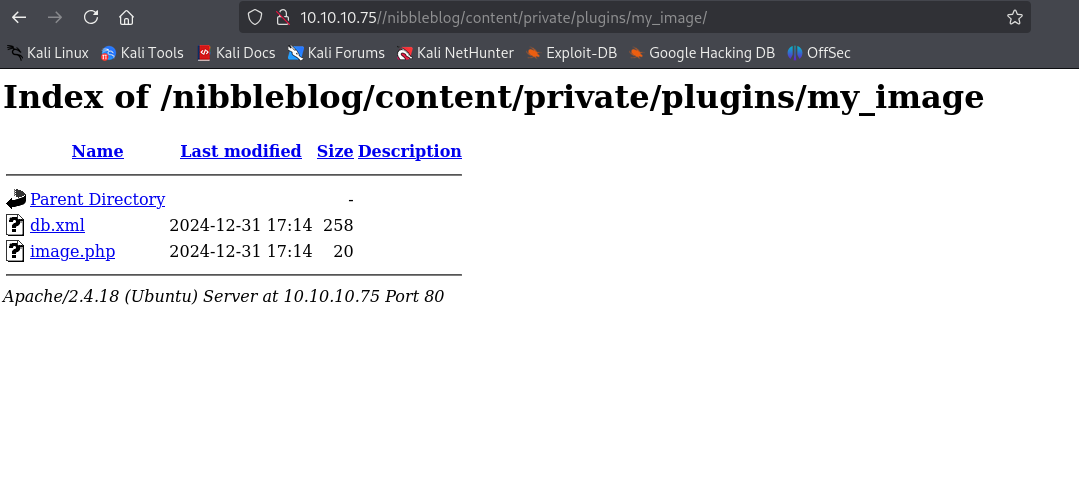 10.10.10.75//nibbleblog/content/private/plugins/my_image/
Kali Linux Kali Tools Kali Docs Kali Forums Kali NetHunter Exploit-DB Google Hacking DB OffSec
Index of /nibbleblog/content/private/plugins/my_image
Name Last modified Size Description
Parent Directory -
db.xml 2024-12-31 17:14 258
image.php 2024-12-31 17:14 20
Apache/2.4.18 (Ubuntu) Server at 10.10.10.75 Port 80